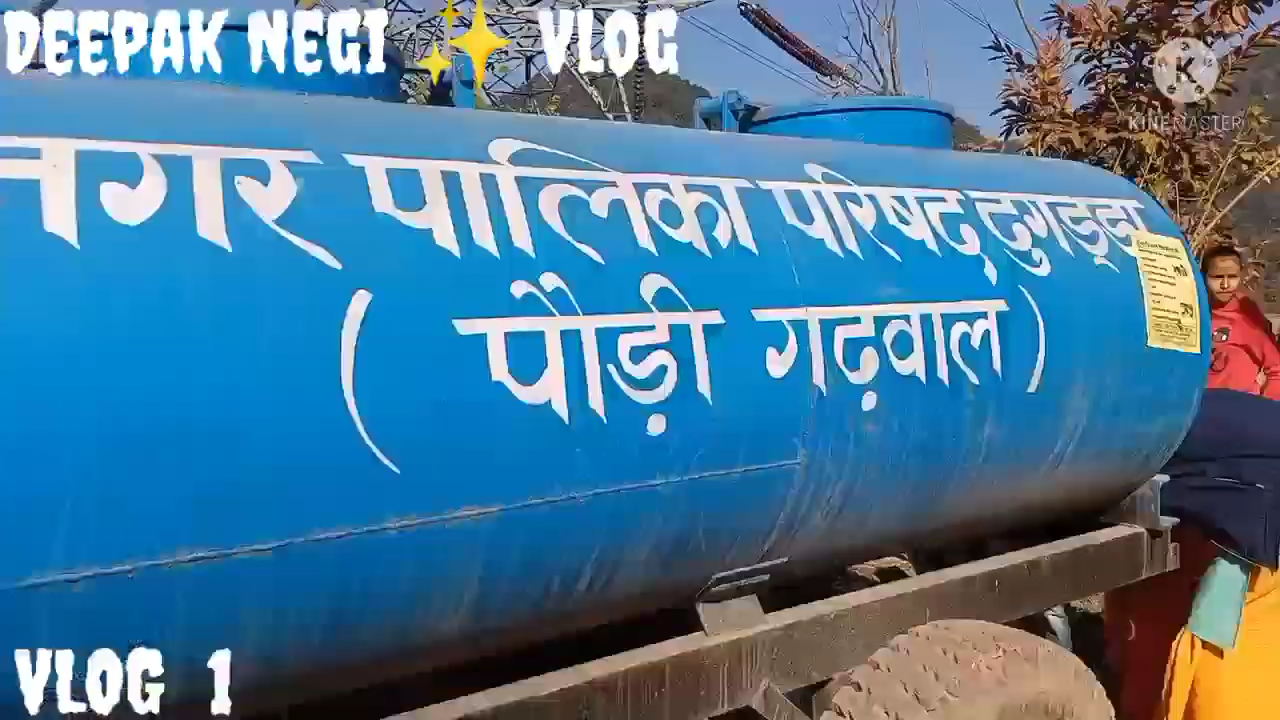 DEEPAK NEGI ✨ VLOG
KINEMASTER
नगर पालिका परिषद् दुगड्डा
( पौड़ी गढ़वाल )
VLOG 1